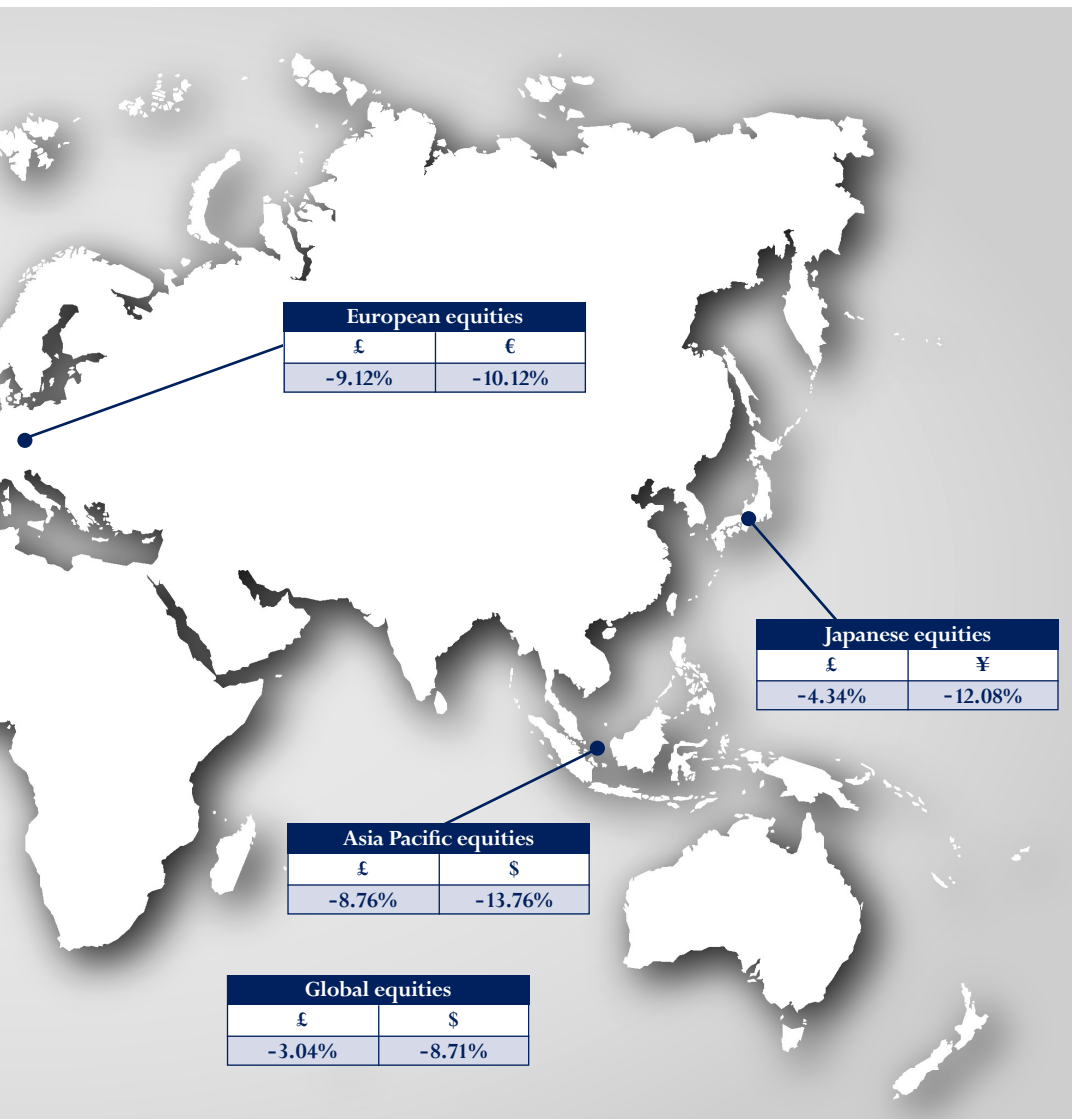 European equities
£ €
-9.12% -10.12%
Japanese equities
£ ¥
-4.34% -12.08%
Asia Pacific equities
£ $
-8.76% -13.76%
Global equities
£ $
-3.04% -8.71%